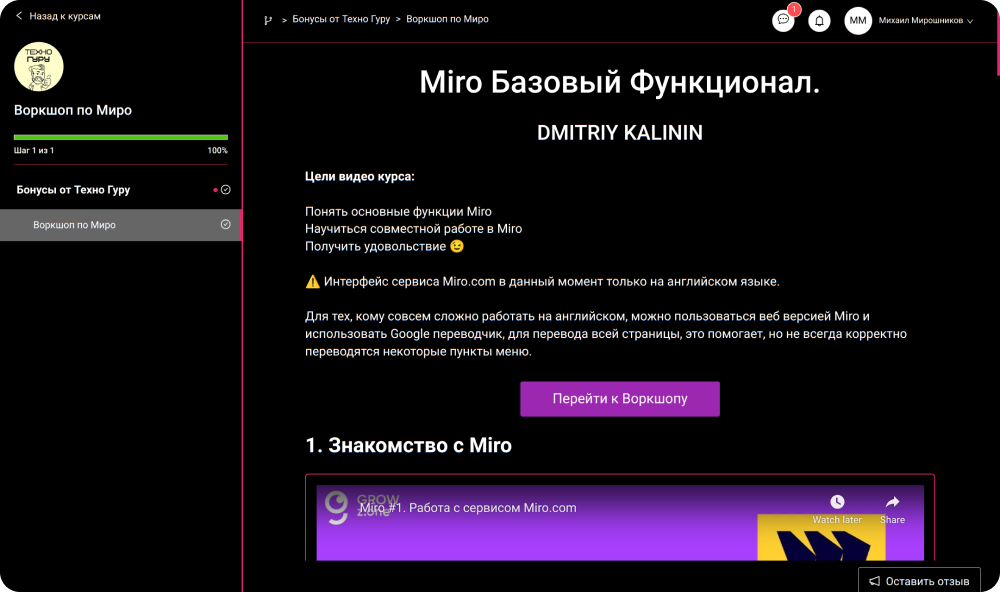 Назад к курсам
> Бонусы от Техно Гуру > Воркшоп по Миро
1
ММ
Михаил Мирошников
ТЕХНО
ГУРУ
Воркшоп по Миро
Шаг 1 из 1
100%
Бонусы от Техно Гуру
Воркшоп по Миро
Miro Базовый Функционал.
DMITRIY KALININ
Цели видео курса:
Понять основные функции Miro
Научиться совместной работе в Miro
Получить удовольствие 😉
⚠️ Интерфейс сервиса Miro.com в данный момент только на английском языке.
Для тех, кому совсем сложно работать на английском, можно пользоваться веб версией Miro и
использовать Google переводчик, для перевода всей страницы, это помогает, но не всегда корректно
переводятся некоторые пункты меню.
Перейти к Воркшопу
1. Знакомство с Miro
GROW
z.one
Miro #1. Работа с сервисом Miro.com
Watch later
Share
Оставить отзыв